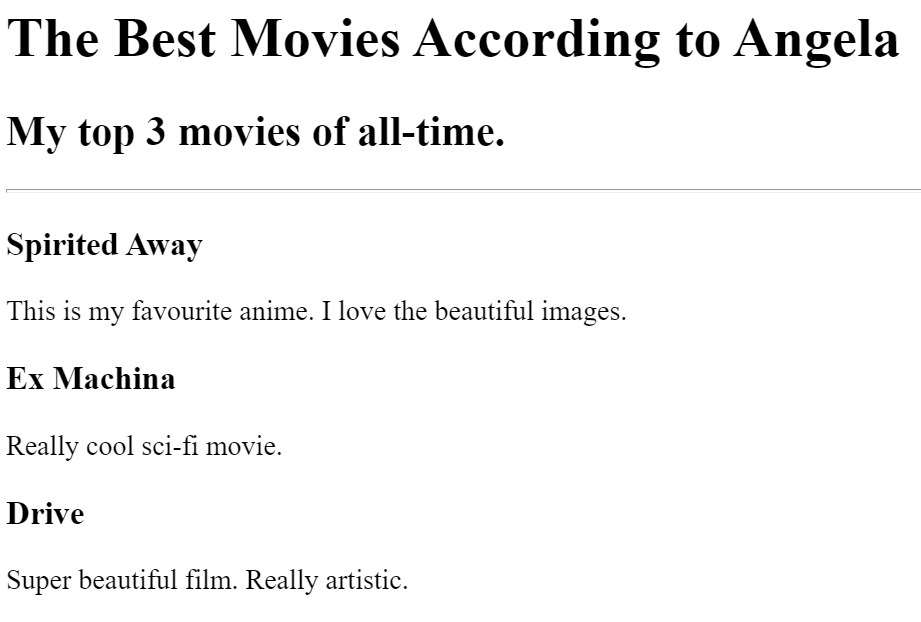 The Best Movies According to Angela
My top 3 movies of all-time.
Spirited Away
This is my favourite anime. I love the beautiful images.
Ex Machina
Really cool sci-fi movie.
Drive
Super beautiful film. Really artistic.